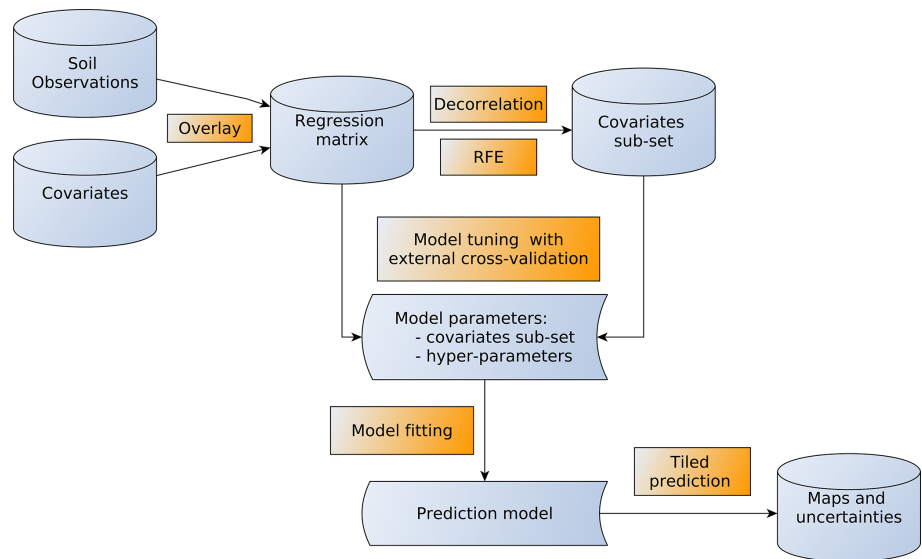 Soil
Observations
Overlay
Covariates
Regression
matrix
Decorrelation
RFE
Covariates
sub-set
Model tuning with
external cross-validation
Model parameters:
- covariates sub-set
- hyper-parameters
Model fitting
Prediction model
Tiled
prediction
Maps and
uncertainties